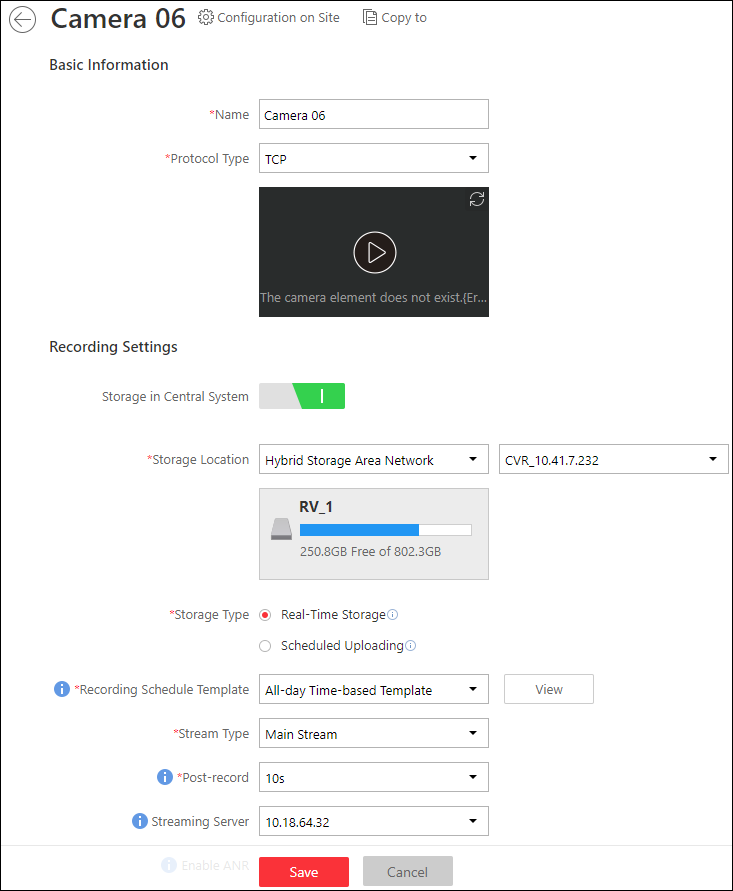 Camera 06 Configuration on Site Copy to
Basic Information
*Name Camera 06
*Protocol Type TCP
The camera element does not exist.{Er...
Recording Settings
Storage in Central System
*Storage Location Hybrid Storage Area Network CVR_10.41.7.232
RV_1
250.8GB Free of 802.3GB
*Storage Type Real-Time Storage
Scheduled Uploading
*Recording Schedule Template All-day Time-based Template View
*Stream Type Main Stream
*Post-record 10s
Streaming Server 10.18.64.32
Enable ANR Save Cancel